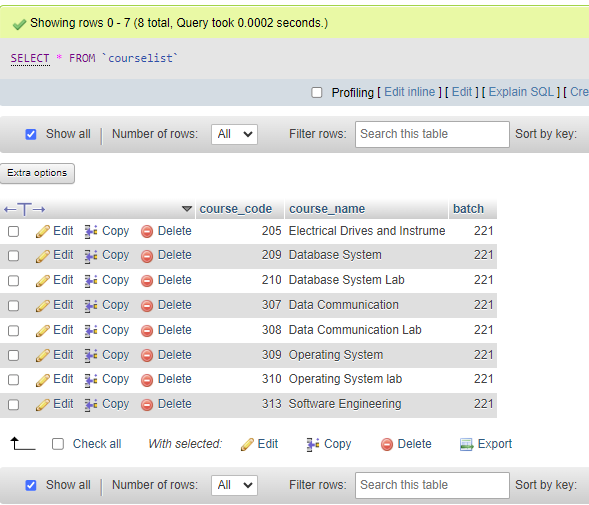 Showing rows 0 - 7 (8 total, Query took 0.0002 seconds.)
SELECT * FROM `courselist`
Profiling [ Edit inline ] [ Edit ] [ Explain SQL ] [ Cre
Show all | Number of rows: All Filter rows: Search this table Sort by key:
Extra options
←T→ course_code course_name batch
Edit Copy Delete 205 Electrical Drives and Instrume 221
Edit Copy Delete 209 Database System 221
Edit Copy Delete 210 Database System Lab 221
Edit Copy Delete 307 Data Communication 221
Edit Copy Delete 308 Data Communication Lab 221
Edit Copy Delete 309 Operating System 221
Edit Copy Delete 310 Operating System lab 221
Edit Copy Delete 313 Software Engineering 221
Check all With selected: Edit Copy Delete Export
Show all | Number of rows: All Filter rows: Search this table Sort by key: